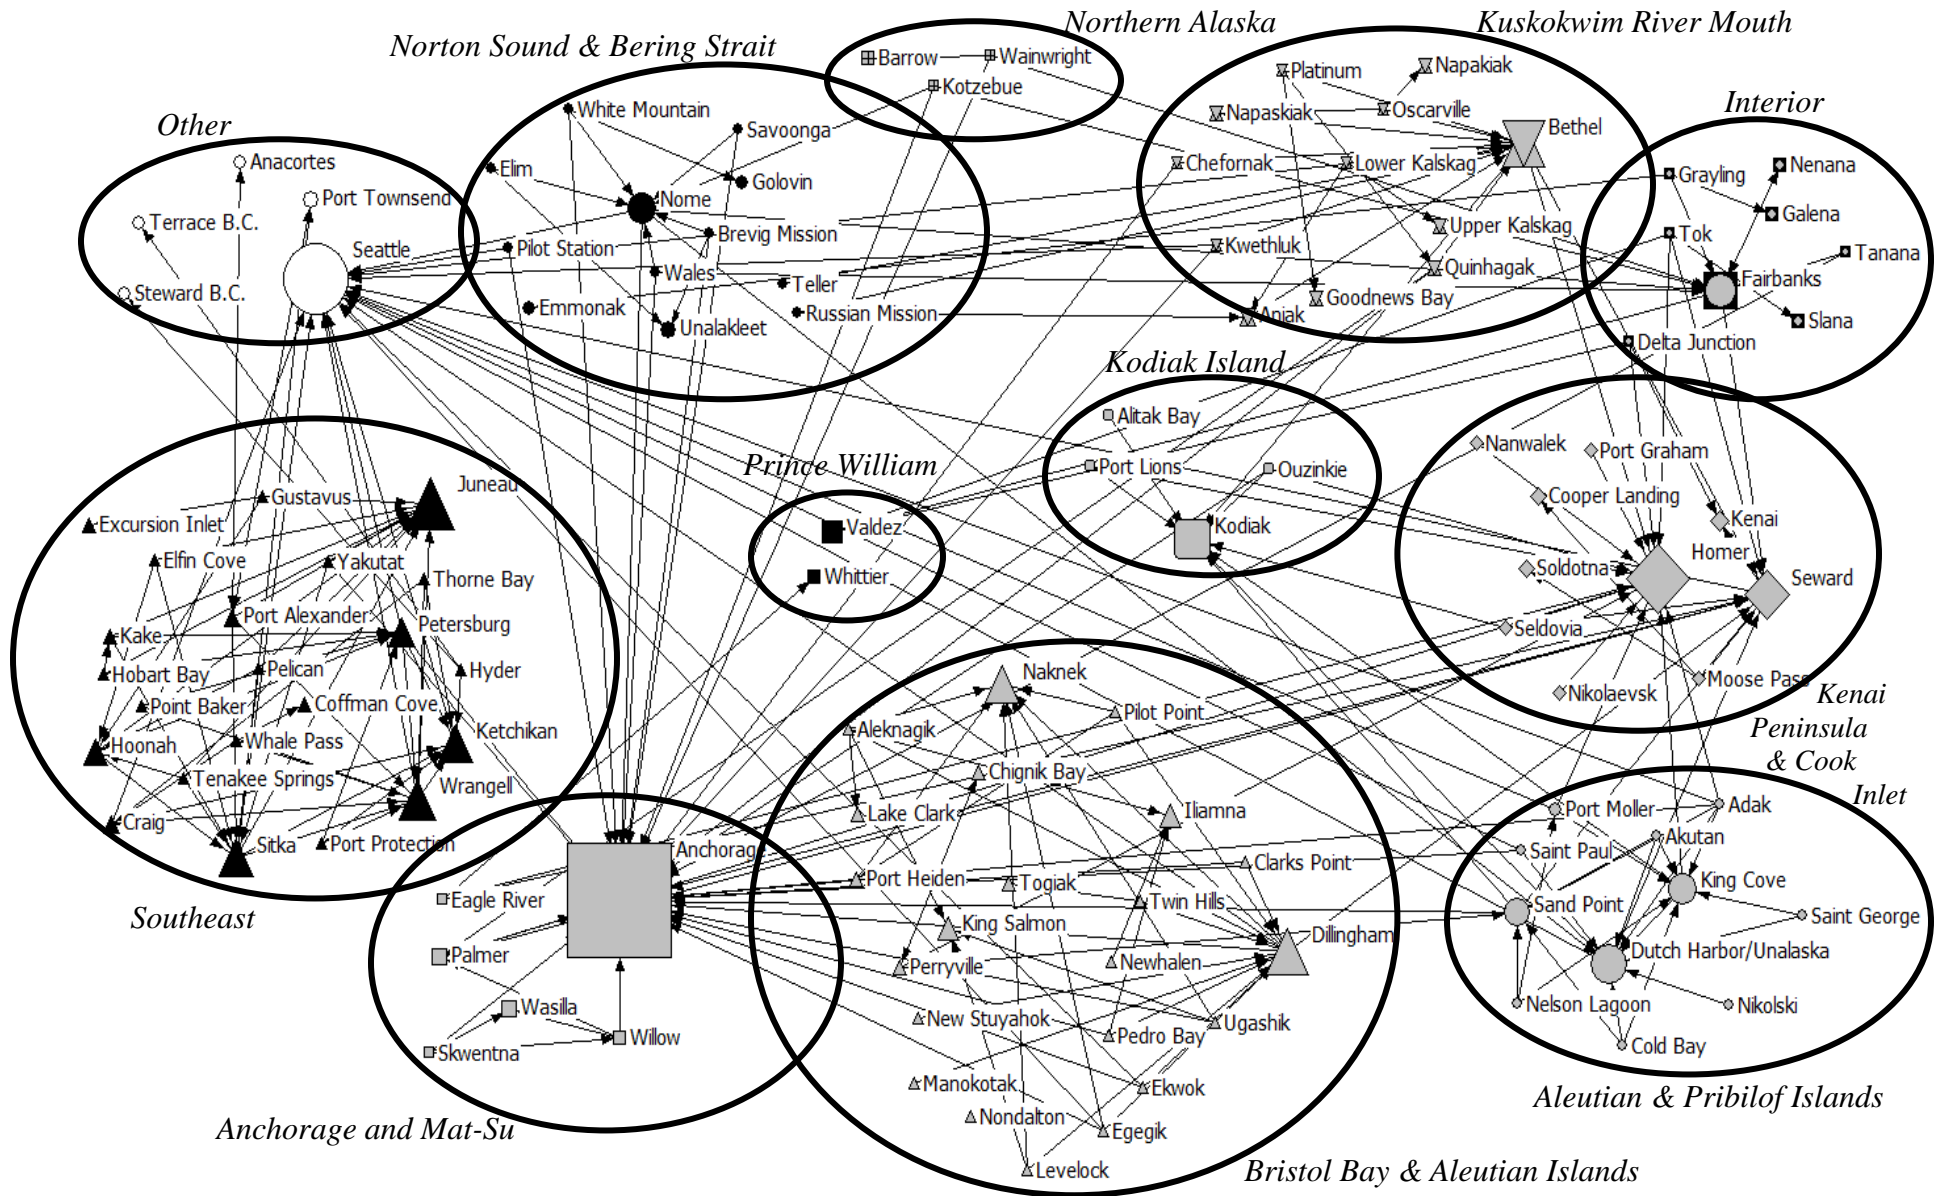 Northern Alaska
Kuskokwim River Mouth
Norton Sound & Bering Strait
Barrow
Wainwright
Kotzebue
Platinum
Napakiak
Napaskiak
Oscarville
Bethel
Chefornak
Lower Kalskag
Upper Kalskag
Kwethluk
Quinhagak
Goodnews Bay
Aniak
Interior
Grayling
Nenana
Galena
Tok
Tanana
Fairbanks
Slana
Delta Junction
Other
Anacortes
Port Townsend
Terrace B.C.
Seattle
Steward B.C.
White Mountain
Savoonga
Elim
Golovin
Nome
Brevig Mission
Pilot Station
Wales
Teller
Emmonak
Russian Mission
Unalakleet
Kodiak Island
Alitak Bay
Port Lions
Ouzinkie
Kodiak
Prince William
Valdez
Whittier
Nanwalek
Port Graham
Cooper Landing
Kenai
Homer
Soldotna
Seward
Seldovia
Moose Pass
Nikolaevsk
Kenai
Peninsula
& Cook
Inlet
Gustavus
Juneau
Excursion Inlet
Elfin Cove
Yakutat
Thorne Bay
Port Alexander
Petersburg
Kake
Pelican
Hyder
Hobart Bay
Point Baker
Coffman Cove
Ketchikan
Hoonah
Whale Pass
Tenakee Springs
Wrangell
Craig
Sitka
Port Protection
Southeast
Anchorage
Eagle River
Palmer
Wasilla
Willow
Skwentna
Anchorage and Mat-Su
Naknek
Pilot Point
Aleknagik
Chignik Bay
Lake Clark
Iliamna
Clarks Point
Port Heiden
Togiak
Twin Hills
King Salmon
Dillingham
Perryville
Newhalen
New Stuyahok
Pedro Bay
Ugashik
Manokotak
Ekwok
Nondalton
Egegik
Levelock
Bristol Bay & Aleutian Islands
Port Moller
Adak
Akutan
Saint Paul
King Cove
Sand Point
Saint George
Dutch Harbor/Unalaska
Nelson Lagoon
Nikolski
Cold Bay
Aleutian & Pribilof Islands